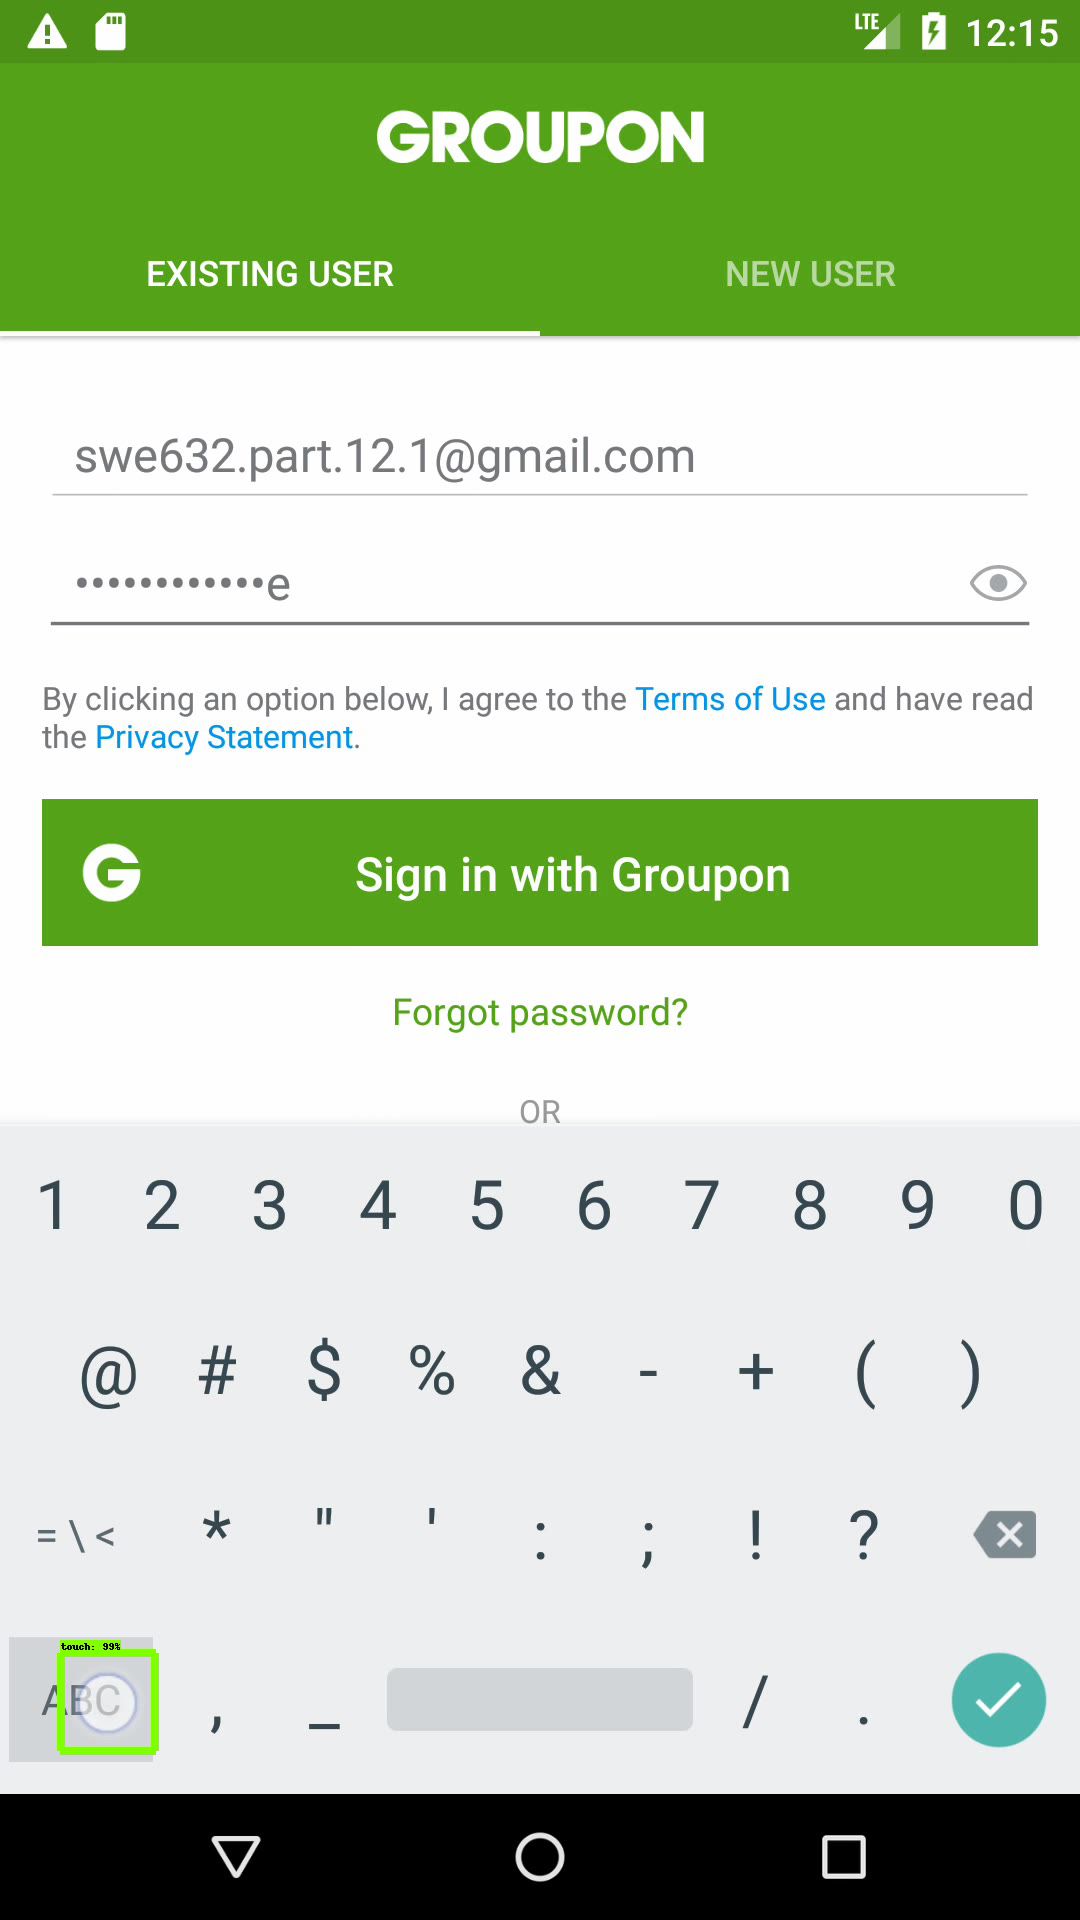 LTE 12:15
GROUPON
EXISTING USER NEW USER
swe632.part.12.1@gmail.com
••••••••••••e
By clicking an option below, I agree to the Terms of Use and have read
the Privacy Statement.
G Sign in with Groupon
Forgot password?
OR
1 2 3 4 5 6 7 8 9 0
@ # $ % & - + ( )
= \ < * " ' : ; ! ?
touch: 99%
ABC , _ / .